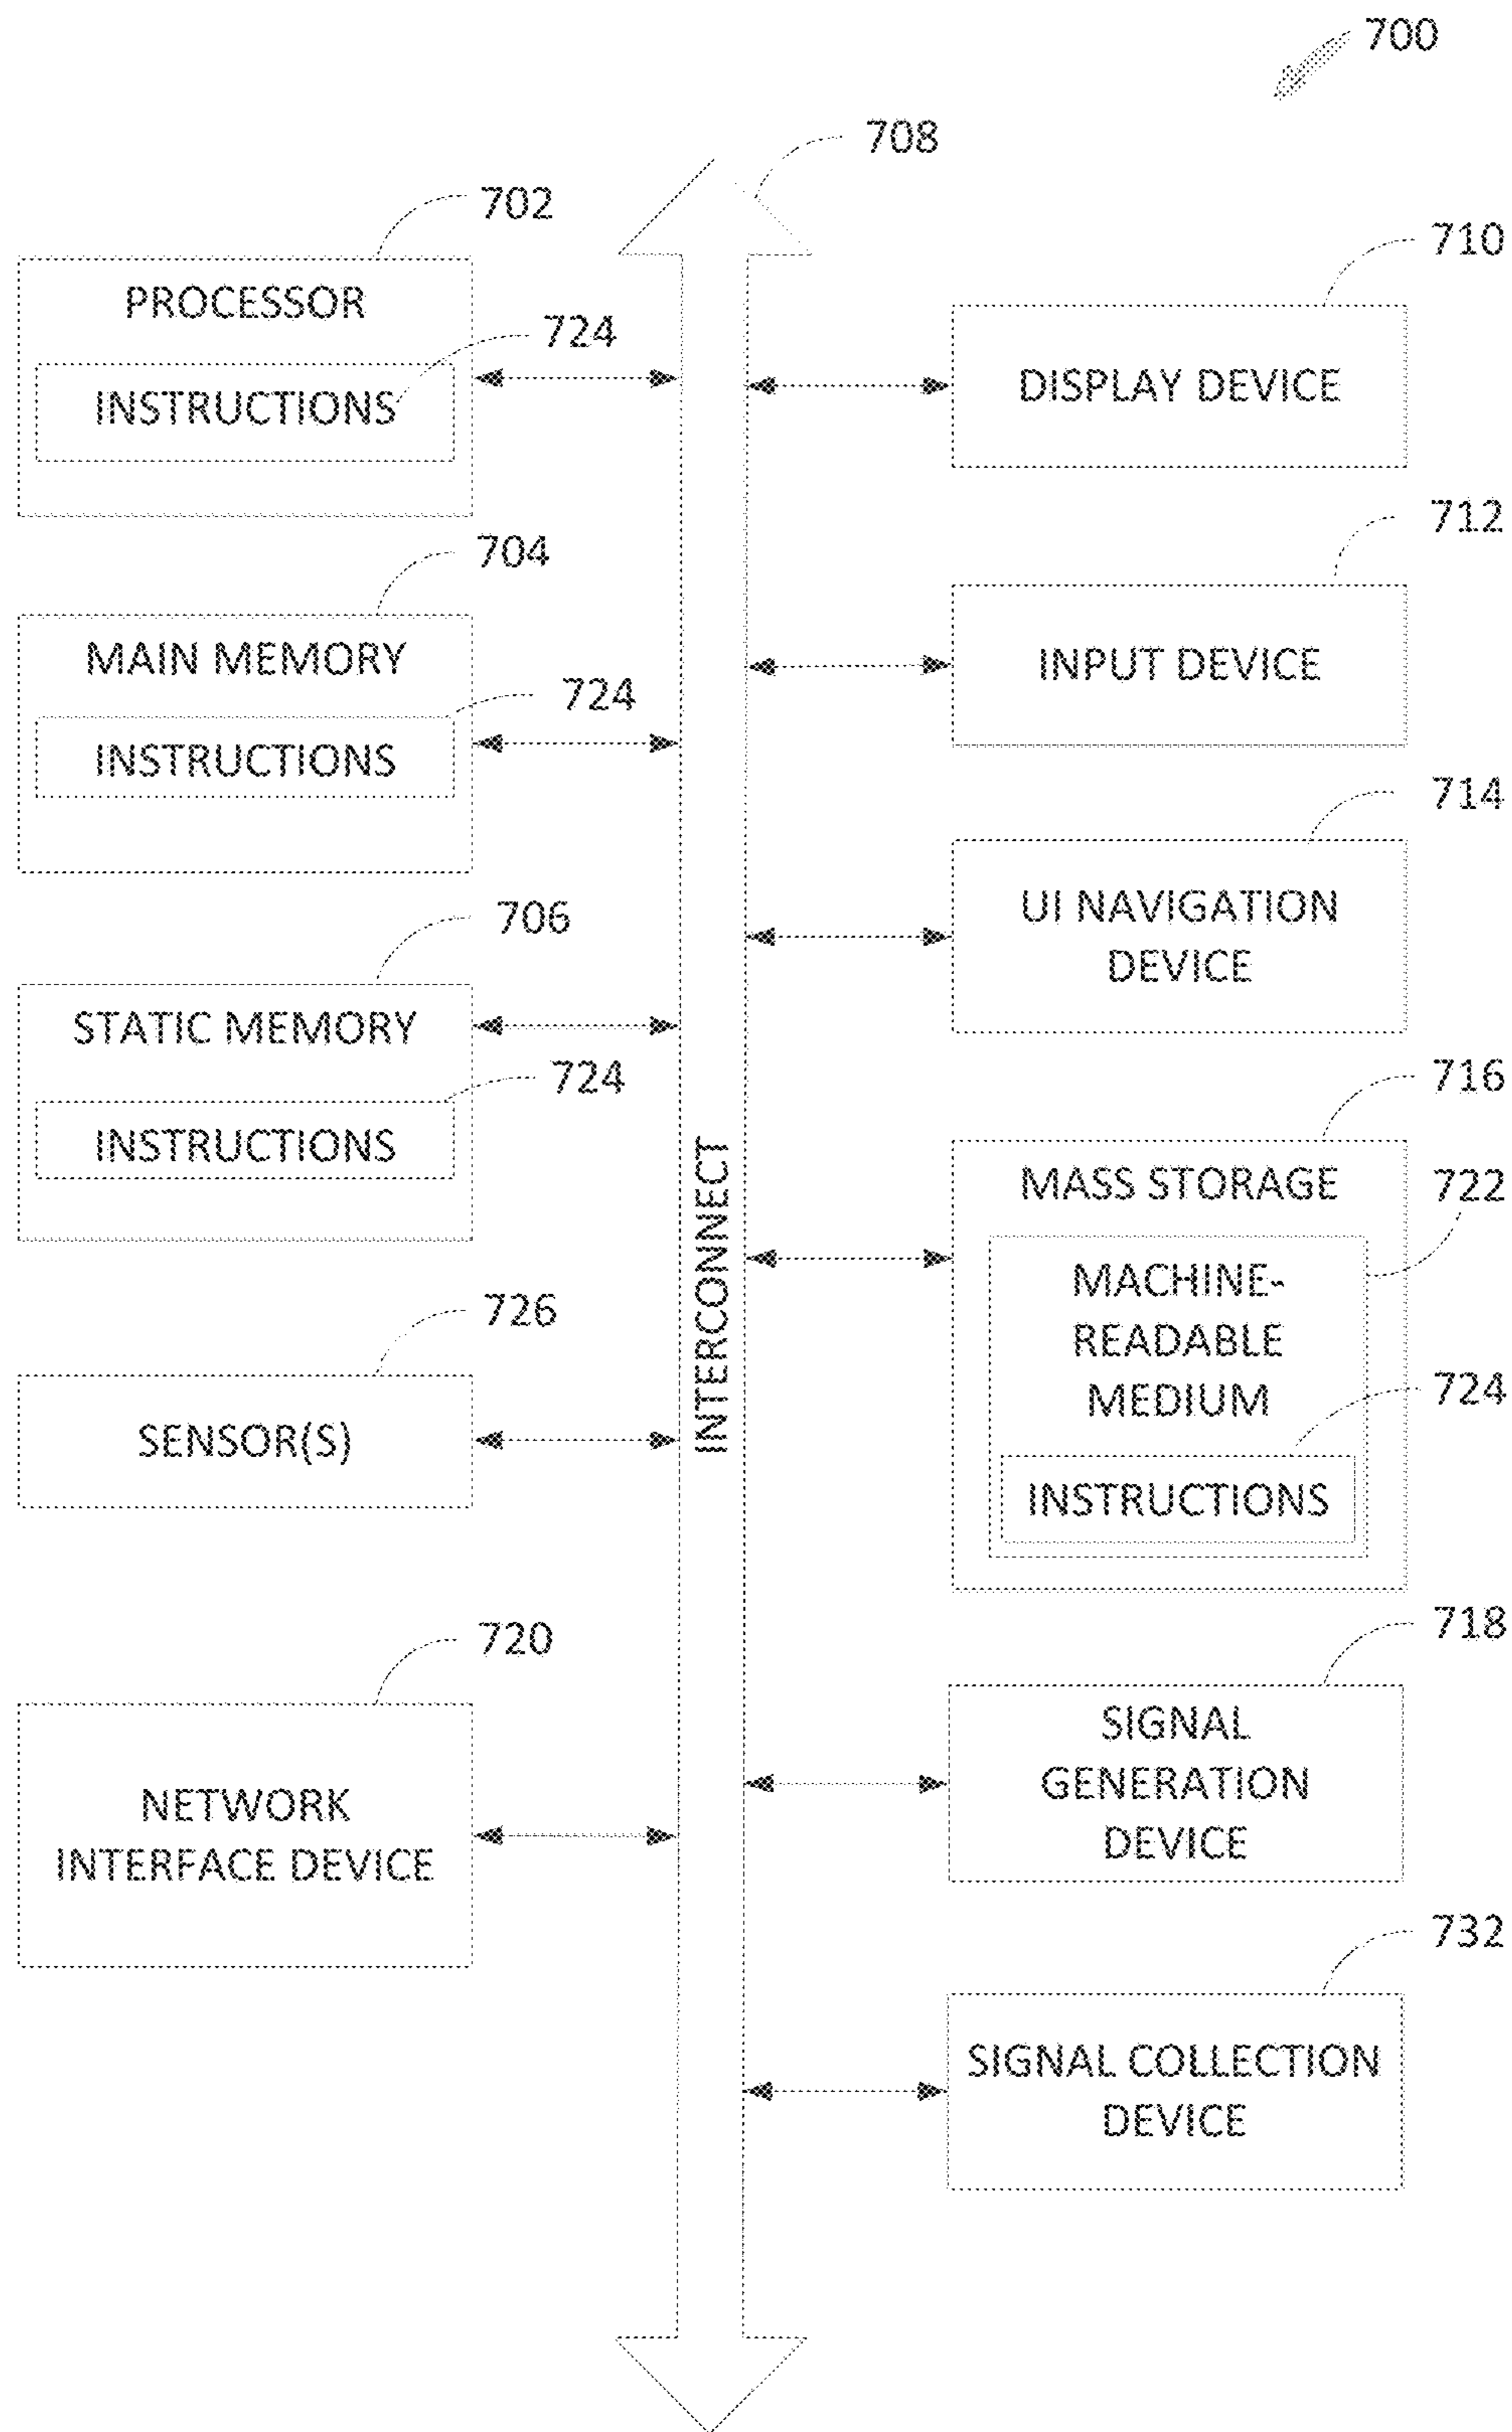 700
708
702
PROCESSOR
724
INSTRUCTIONS
704
MAIN MEMORY
724
INSTRUCTIONS
706
STATIC MEMORY
724
INSTRUCTIONS
726
SENSOR(S)
720
NETWORK
INTERFACE DEVICE
INTERCONNECT
710
DISPLAY DEVICE
712
INPUT DEVICE
714
UI NAVIGATION
DEVICE
716
MASS STORAGE
722
MACHINE-
READABLE
MEDIUM
724
INSTRUCTIONS
718
SIGNAL
GENERATION
DEVICE
732
SIGNAL COLLECTION
DEVICE